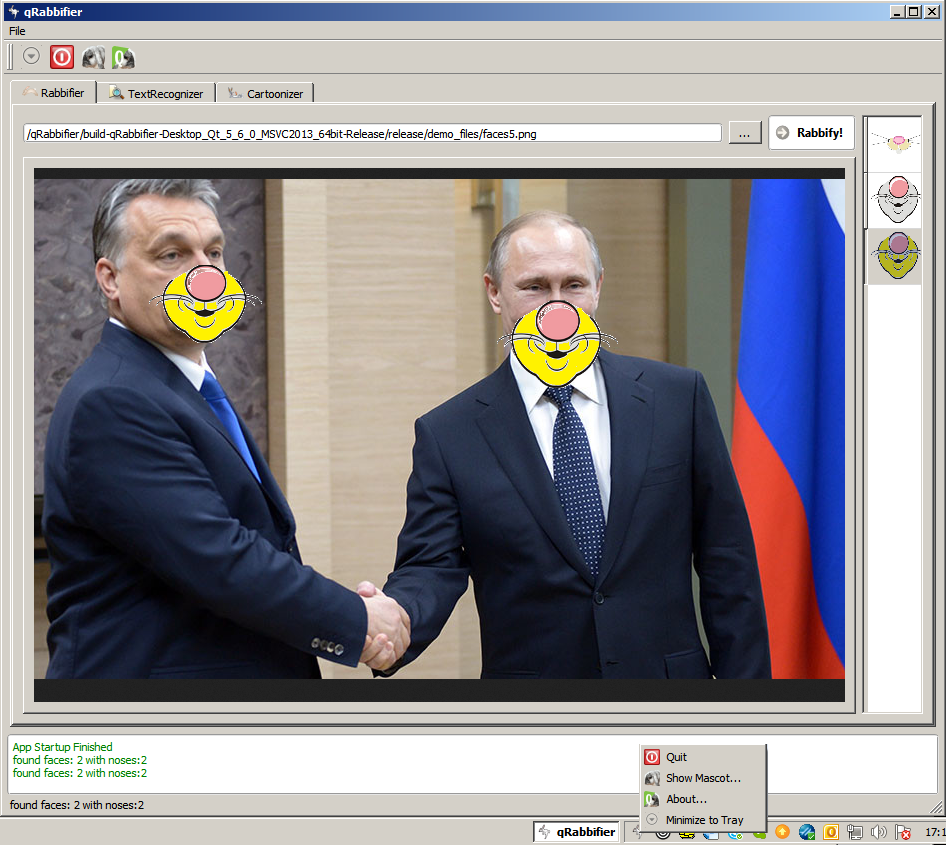 qRabbifier
File
Rabbifier
TextRecognizer
Cartoonizer
/qRabbifier/build-qRabbifier-Desktop_Qt_5_6_0_MSVC2013_64bit-Release/release/demo_files/faces5.png
...
Rabbify!
App Startup Finished
found faces: 2 with noses:2
found faces: 2 with noses:2
Quit
Show Mascot...
About...
Minimize to Tray
found faces: 2 with noses:2
qRabbifier
17:1